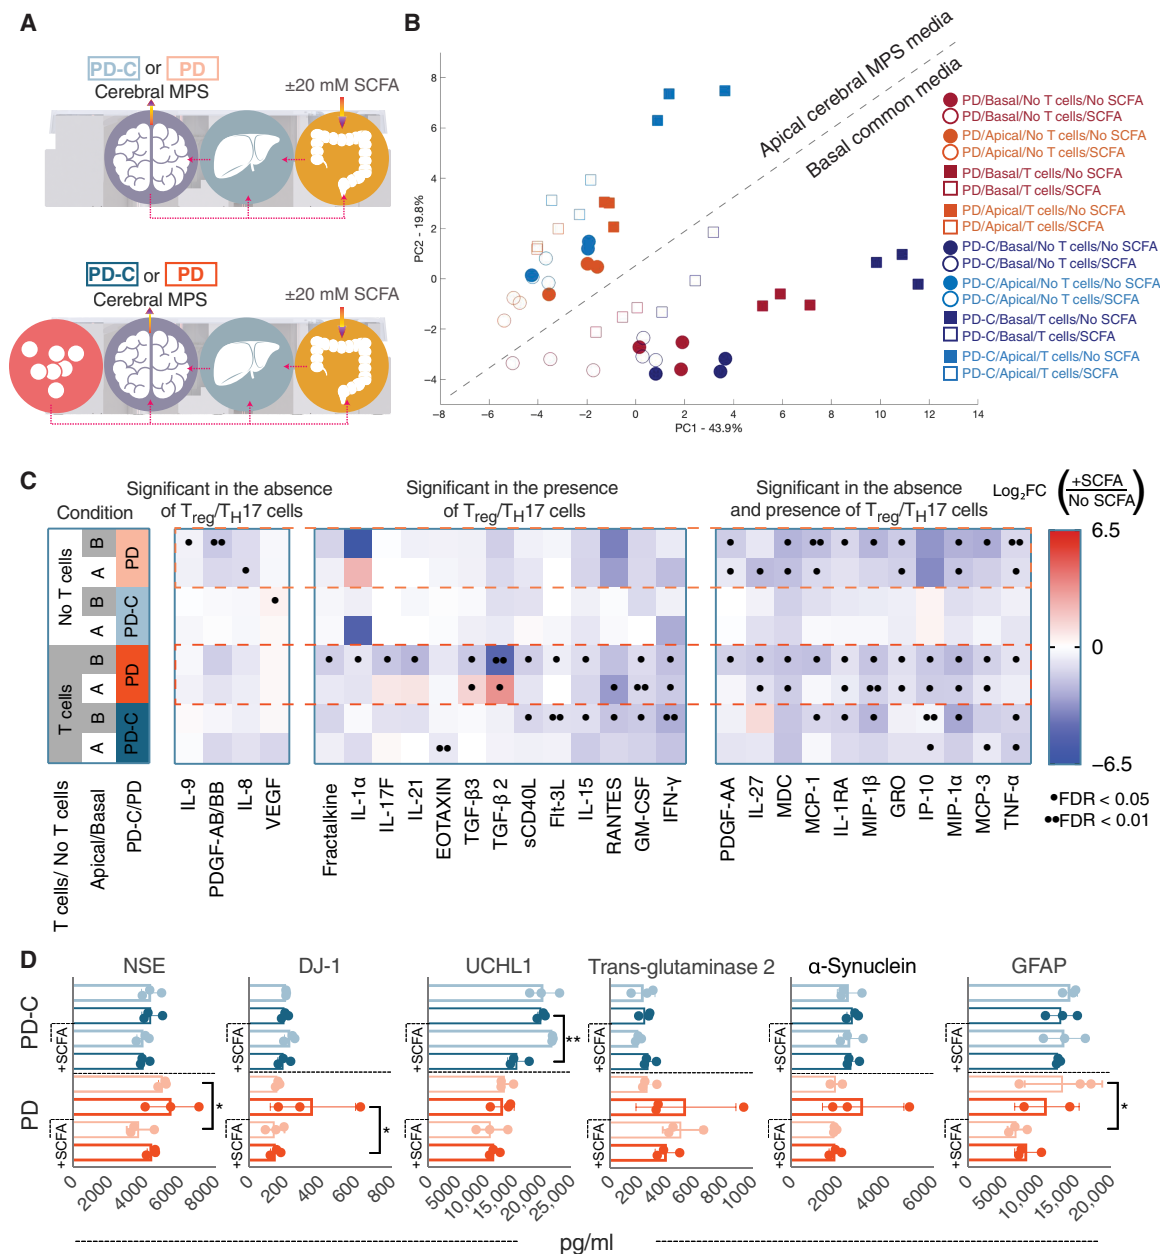 A
PD-C or PD
Cerebral MPS
±20 mM SCFA
PD-C or PD
Cerebral MPS
±20 mM SCFA
B
Apical cerebral MPS media
Basal common media
PC2 - 19.8%
8
6
4
2
0
−2
−4
−8
−6
−4
−2
0
2
4
6
8
10
12
14
PC1 - 43.9%
PD/Basal/No T cells/No SCFA
PD/Basal/No T cells/SCFA
PD/Apical/No T cells/No SCFA
PD/Apical/No T cells/SCFA
PD/Basal/T cells/No SCFA
PD/Basal/T cells/SCFA
PD/Apical/T cells/No SCFA
PD/Apical/T cells/SCFA
PD-C/Basal/No T cells/No SCFA
PD-C/Basal/No T cells/SCFA
PD-C/Apical/No T cells/No SCFA
PD-C/Apical/No T cells/SCFA
PD-C/Basal/T cells/No SCFA
PD-C/Basal/T cells/SCFA
PD-C/Apical/T cells/No SCFA
PD-C/Apical/T cells/SCFA
C
Significant in the absence
of Treg/TH17 cells
Significant in the presence
of Treg/TH17 cells
Significant in the absence
and presence of Treg/TH17 cells
Log₂FC (+SCFA/No SCFA)
6.5
0
−6.5
•FDR < 0.05
••FDR < 0.01
Condition
No T cells
B
A
PD
B
A
PD-C
T cells
B
A
PD
B
A
PD-C
T cells/ No T cells
Apical/Basal
PD-C/PD
IL-9
PDGF-AB/BB
IL-8
VEGF
Fractalkine
IL-1α
IL-17F
IL-21
EOTAXIN
TGF-β3
TGF-β 2
sCD40L
Flt-3L
IL-15
RANTES
GM-CSF
IFN-γ
PDGF-AA
IL-27
MDC
MCP-1
IL-1RA
MIP-1β
GRO
IP-10
MIP-1α
MCP-3
TNF-α
D
PD-C
PD
NSE
+SCFA
+SCFA
*
0
2000
4000
6000
8000
DJ-1
+SCFA
+SCFA
*
0
200
400
600
800
UCHL1
+SCFA
+SCFA
**
0
5000
10,000
15,000
20,000
25,000
Trans-glutaminase 2
+SCFA
+SCFA
0
200
400
600
800
1000
α-Synuclein
+SCFA
+SCFA
0
2000
4000
6000
GFAP
+SCFA
+SCFA
*
0
5000
10,000
15,000
20,000
pg/ml